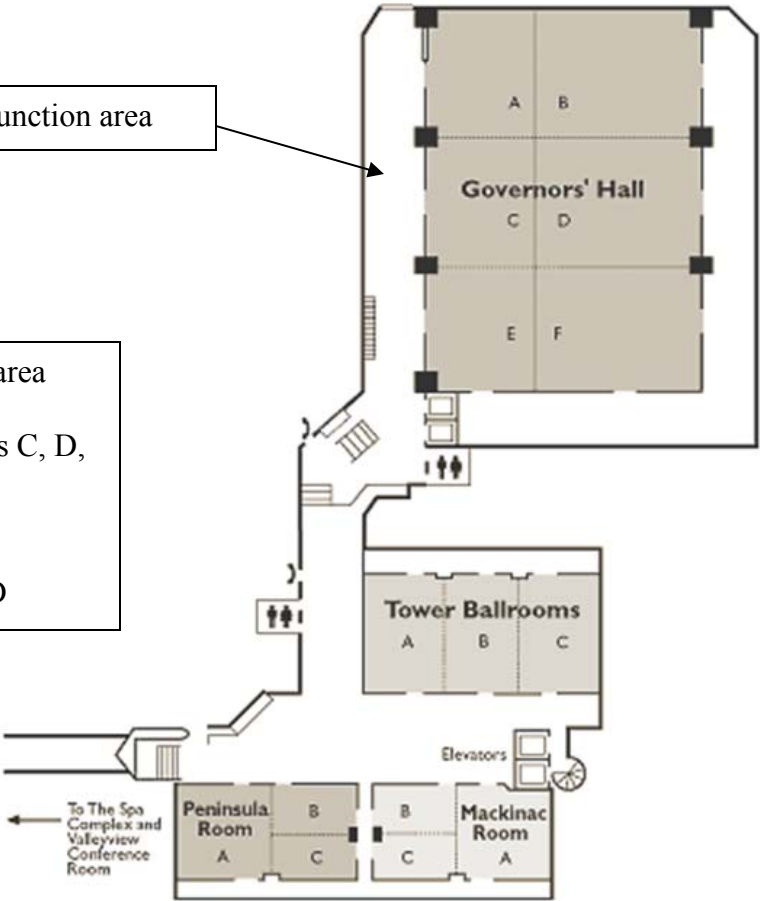 unction area
A B
Governors' Hall
C D
E F
area
s C, D,
Tower Ballrooms
A B C
Elevators
To The Spa
Complex and
Valleyview
Conference
Room
Peninsula
Room
A
B
C
B
C
Mackinac
Room
A